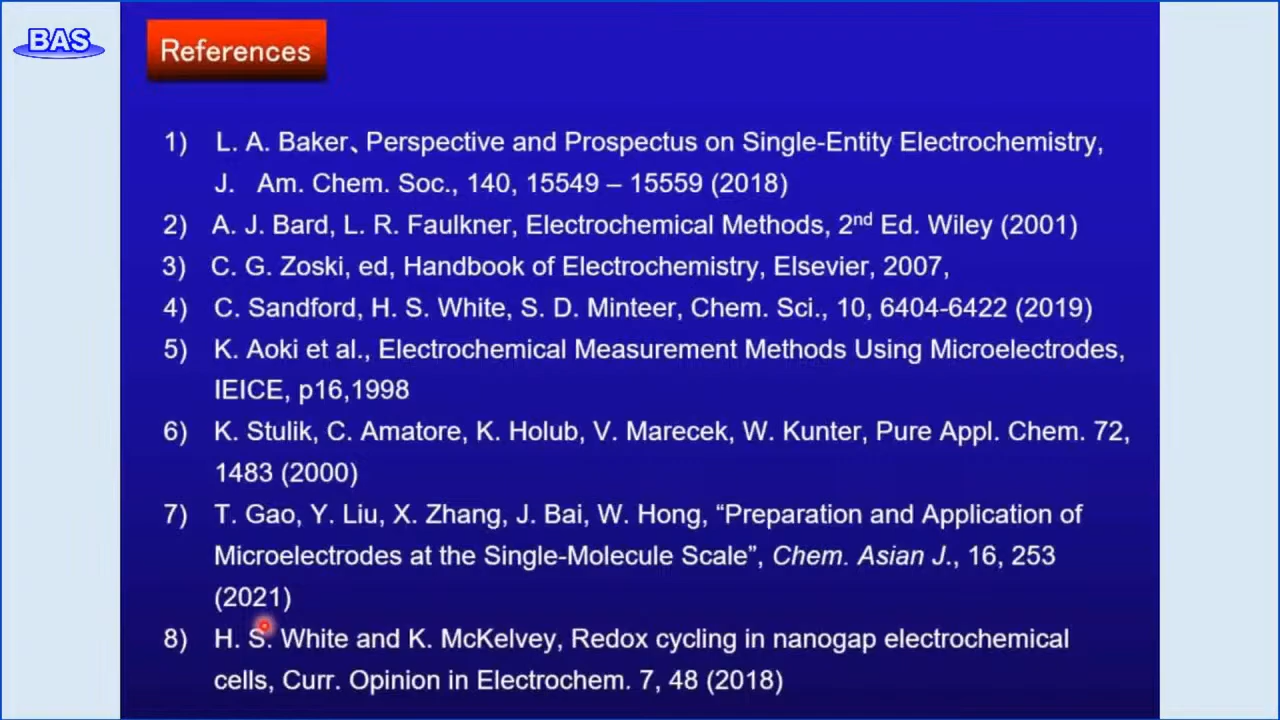 BAS
References
1) L. A. Baker、Perspective and Prospectus on Single-Entity Electrochemistry,
J. Am. Chem. Soc., 140, 15549 – 15559 (2018)
2) A. J. Bard, L. R. Faulkner, Electrochemical Methods, 2nd Ed. Wiley (2001)
3) C. G. Zoski, ed, Handbook of Electrochemistry, Elsevier, 2007,
4) C. Sandford, H. S. White, S. D. Minteer, Chem. Sci., 10, 6404-6422 (2019)
5) K. Aoki et al., Electrochemical Measurement Methods Using Microelectrodes,
IEICE, p16,1998
6) K. Stulik, C. Amatore, K. Holub, V. Marecek, W. Kunter, Pure Appl. Chem. 72,
1483 (2000)
7) T. Gao, Y. Liu, X. Zhang, J. Bai, W. Hong, “Preparation and Application of
Microelectrodes at the Single-Molecule Scale”, Chem. Asian J., 16, 253
(2021)
8) H. S. White and K. McKelvey, Redox cycling in nanogap electrochemical
cells, Curr. Opinion in Electrochem. 7, 48 (2018)